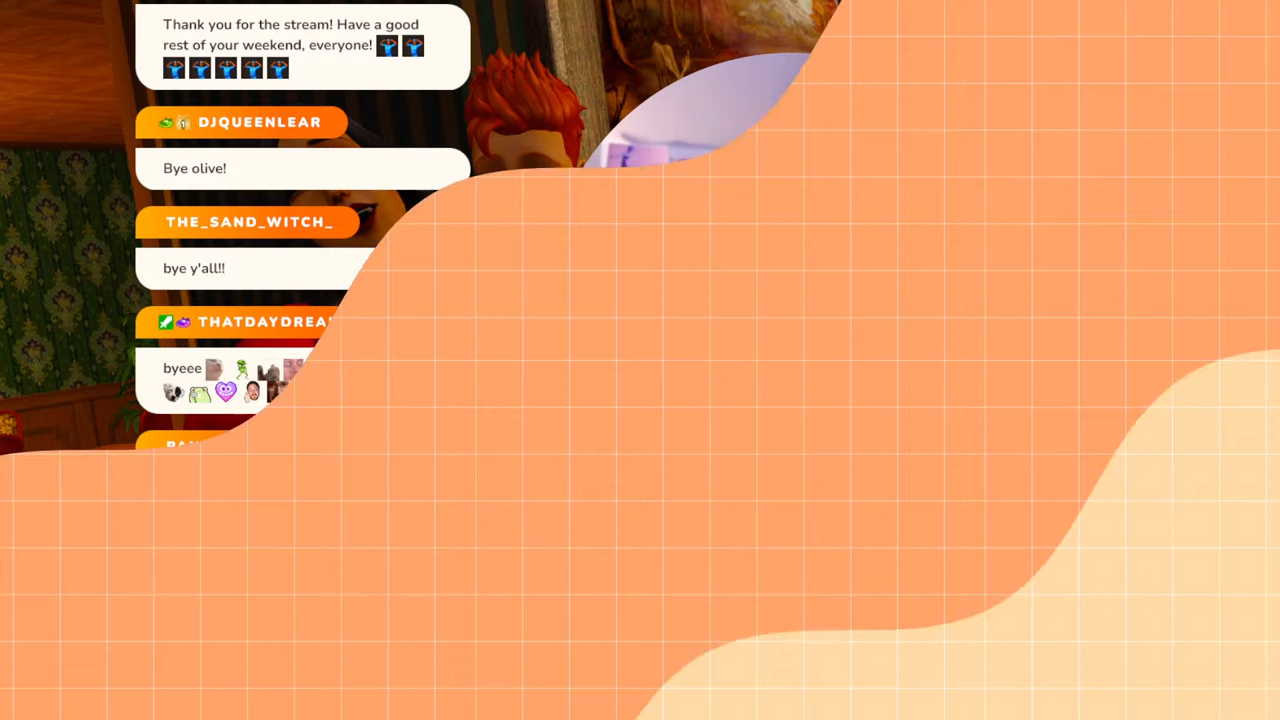 Thank you for the stream! Have a good
rest of your weekend, everyone!
DJQUEENLEAR
Bye olive!
THE_SAND_WITCH_
bye y'all!!
THATDAYDREA
byeee